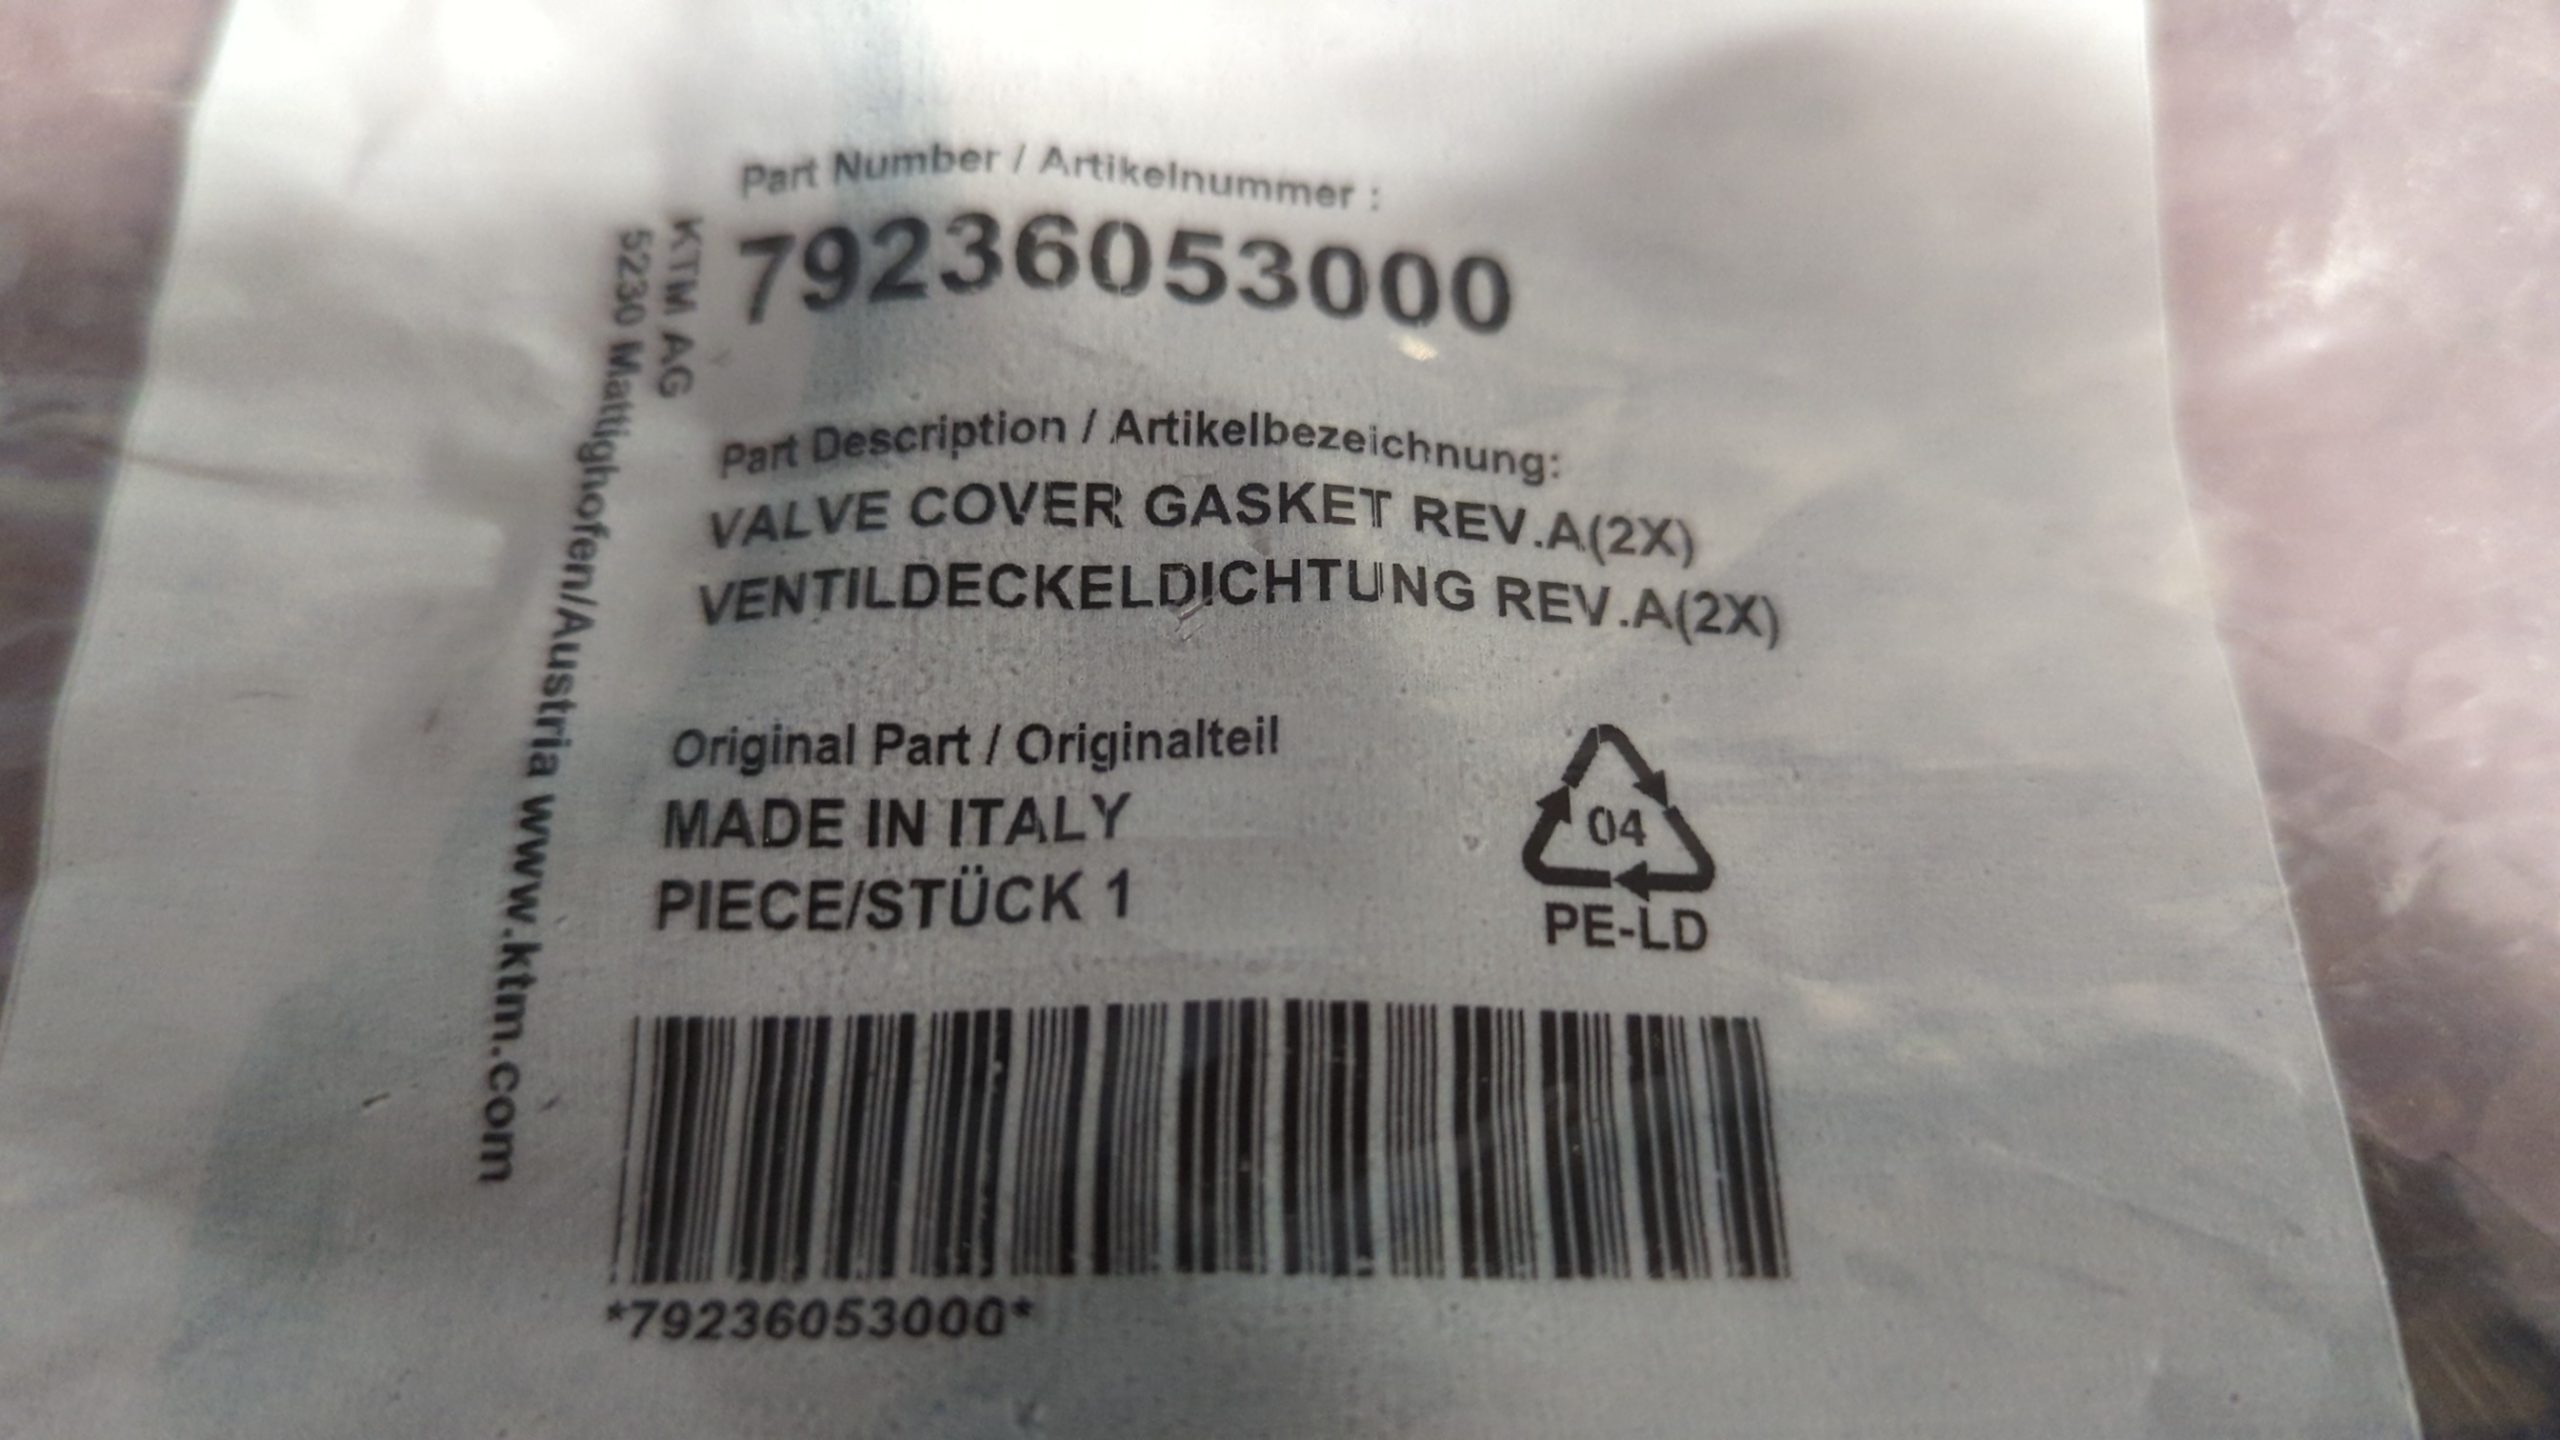 Part Number / Artikelnummer :
79236053000
KTM AG
5230 Mattighofen/Austria www.ktm.com
Part Description / Artikelbezeichnung:
VALVE COVER GASKET REV.A(2X)
VENTILDECKELDICHTUNG REV.A(2X)
Original Part / Originalteil
MADE IN ITALY
PIECE/STÜCK 1
04
PE-LD
*79236053000*